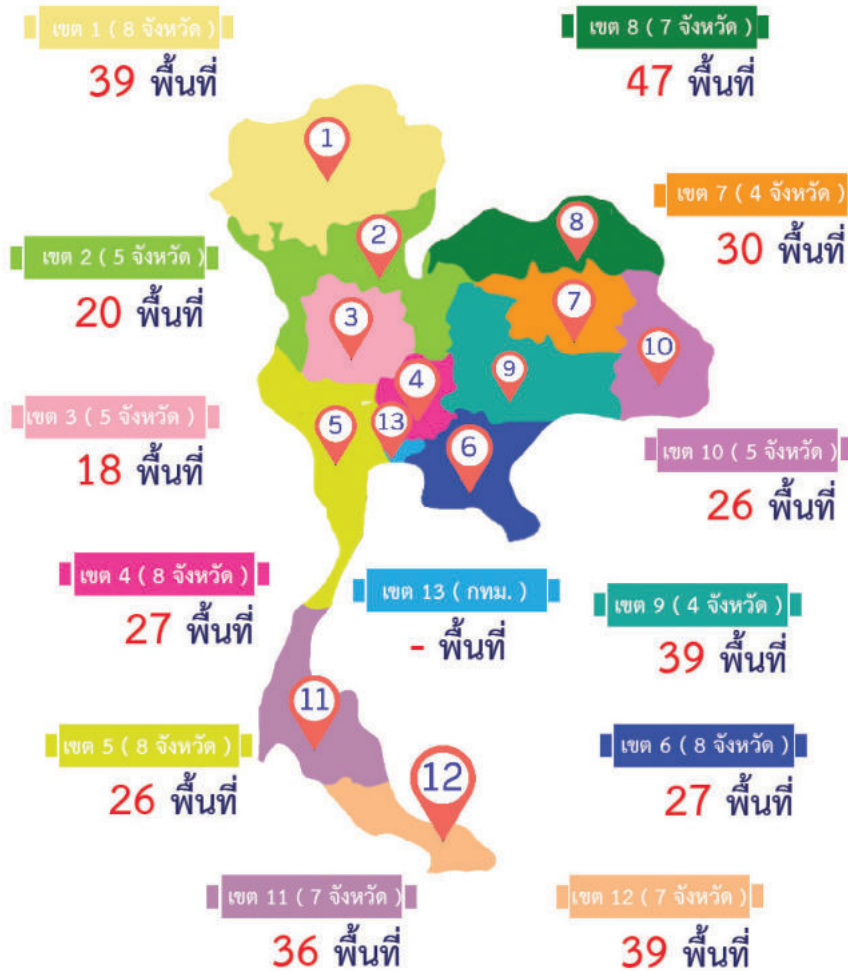 เขต 1 ( 8 จังหวัด )
39 พื้นที่
เขต 8 ( 7 จังหวัด )
47 พื้นที่
1
เขต 7 ( 4 จังหวัด )
30 พื้นที่
8
2
เขต 2 ( 5 จังหวัด )
20 พื้นที่
7
3
10
9
4
เขต 3 ( 5 จังหวัด )
18 พื้นที่
5
13
6
เขต 10 ( 5 จังหวัด )
26 พื้นที่
เขต 4 ( 8 จังหวัด )
27 พื้นที่
เขต 13 ( กทม. )
- พื้นที่
เขต 9 ( 4 จังหวัด )
39 พื้นที่
11
เขต 5 ( 8 จังหวัด )
26 พื้นที่
เขต 6 ( 8 จังหวัด )
27 พื้นที่
12
เขต 11 ( 7 จังหวัด )
36 พื้นที่
เขต 12 ( 7 จังหวัด )
39 พื้นที่